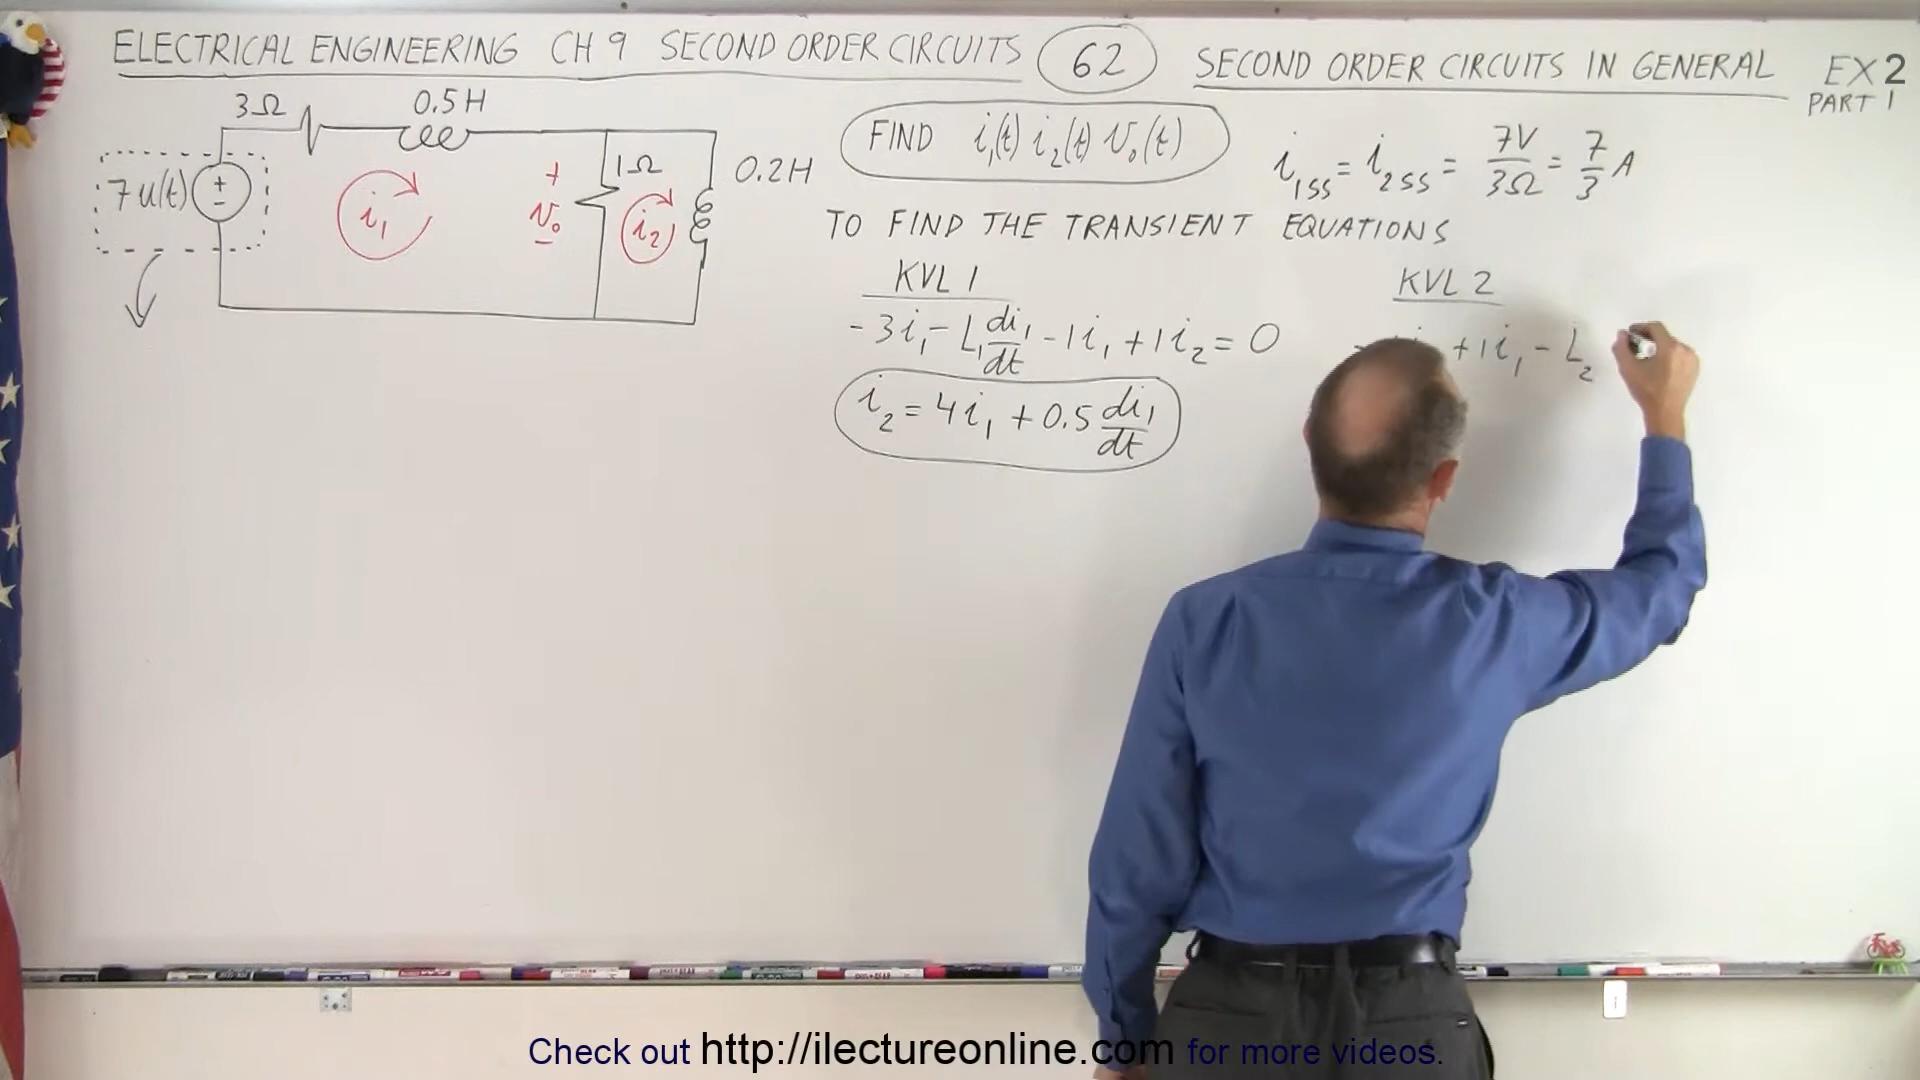 ELECTRICAL ENGINEERING CH 9 SECOND ORDER CIRCUITS 62 SECOND ORDER CIRCUITS IN GENERAL EX 2
PART 1
3Ω 0.5H
7u(t) + - i₁ + v₀ - 1Ω i₂ 0.2H
FIND i₁(t) i₂(t) v₀(t)
i₁ss = i₂ss = 7V/3Ω = 7/3 A
TO FIND THE TRANSIENT EQUATIONS
KVL 1
-3i₁ - L₁ di₁/dt - 1i₁ + 1i₂ = 0
i₂ = 4i₁ + 0.5 di₁/dt
KVL 2
+1i₁ - L₂
Check out http://ilectureonline.com for more videos.